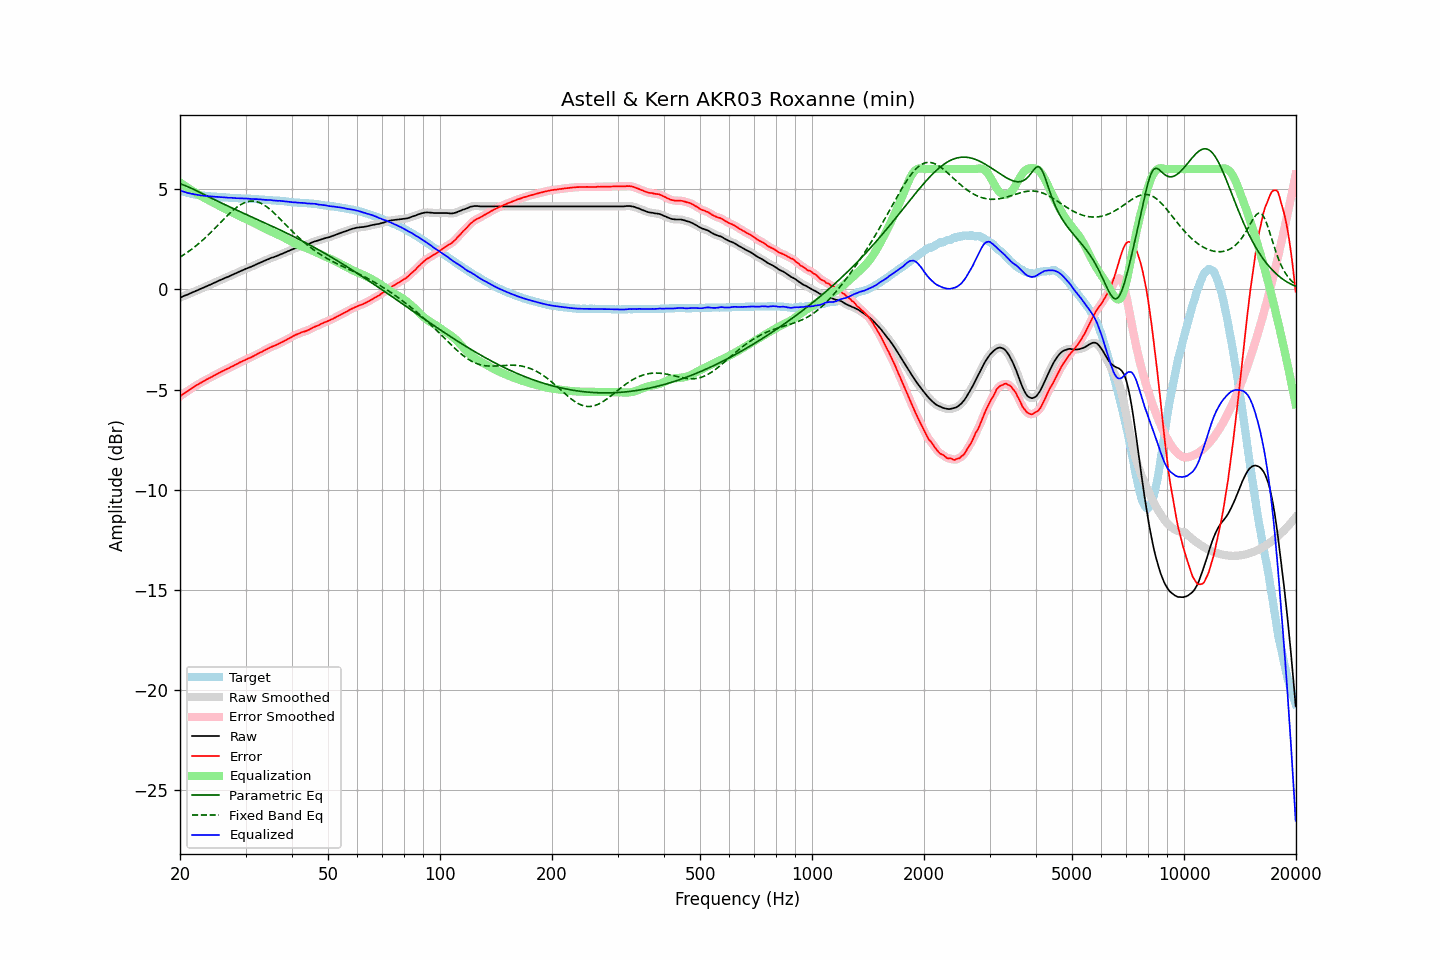 Astell & Kern AKR03 Roxanne (min)
5
0
−5
−10
−15
−20
−25
Amplitude (dBr)
Target
Raw Smoothed
Error Smoothed
Raw
Error
Equalization
Parametric Eq
Fixed Band Eq
Equalized
20 50 100 200 500 1000 2000 5000 10000 20000
Frequency (Hz)